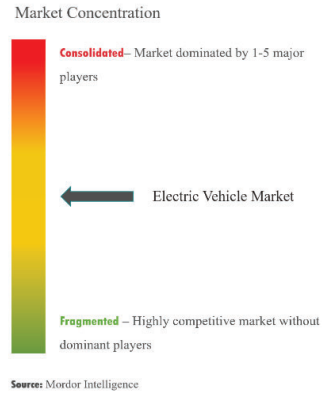 Market Concentration
Consolidated– Market dominated by 1-5 major
players
Electric Vehicle Market
Fragmented – Highly competitive market without
dominant players
Source: Mordor Intelligence